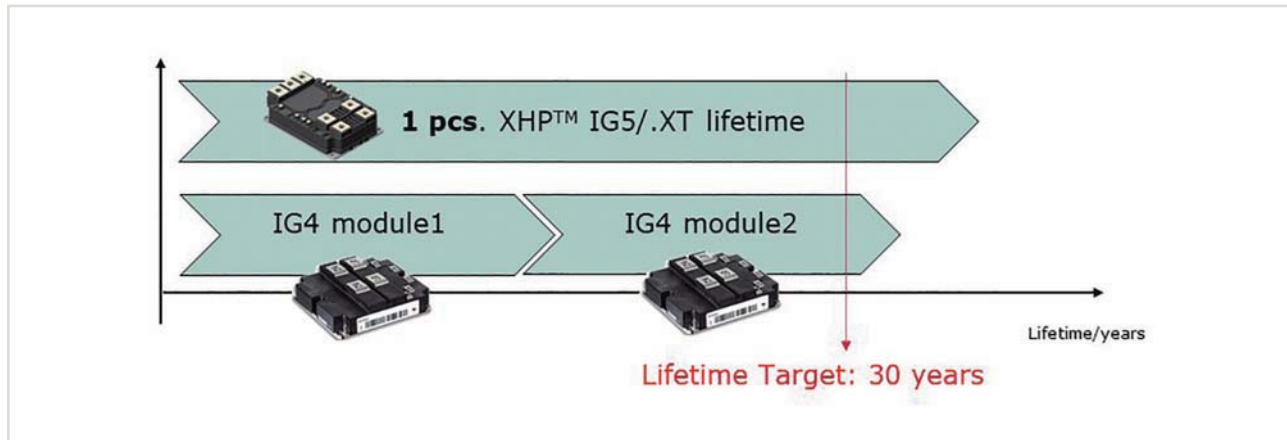 1 pcs. XHP™ IG5/.XT lifetime
IG4 module1
IG4 module2
Lifetime/years
Lifetime Target: 30 years